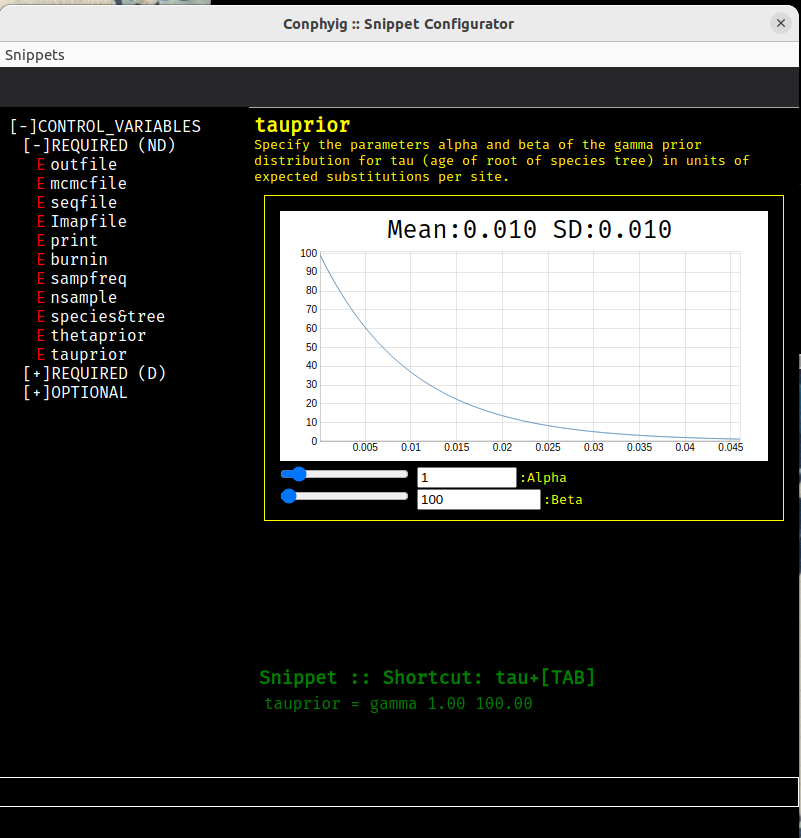 Conphyig :: Snippet Configurator
Snippets
[-]CONTROL_VARIABLES
[-]REQUIRED (ND)
E outfile
E mcmcfile
E seqfile
E Imapfile
E print
E burnin
E sampfreq
E nsample
E species&tree
E thetaprior
E tauprior
[+]REQUIRED (D)
[+]OPTIONAL
tauprior
Specify the parameters alpha and beta of the gamma prior
distribution for tau (age of root of species tree) in units of
expected substitutions per site.
Mean:0.010 SD:0.010
100
90
80
70
60
50
40
30
20
10
0
0.005 0.01 0.015 0.02 0.025 0.03 0.035 0.04 0.045
1 :Alpha
100 :Beta
Snippet :: Shortcut: tau+[TAB]
tauprior = gamma 1.00 100.00